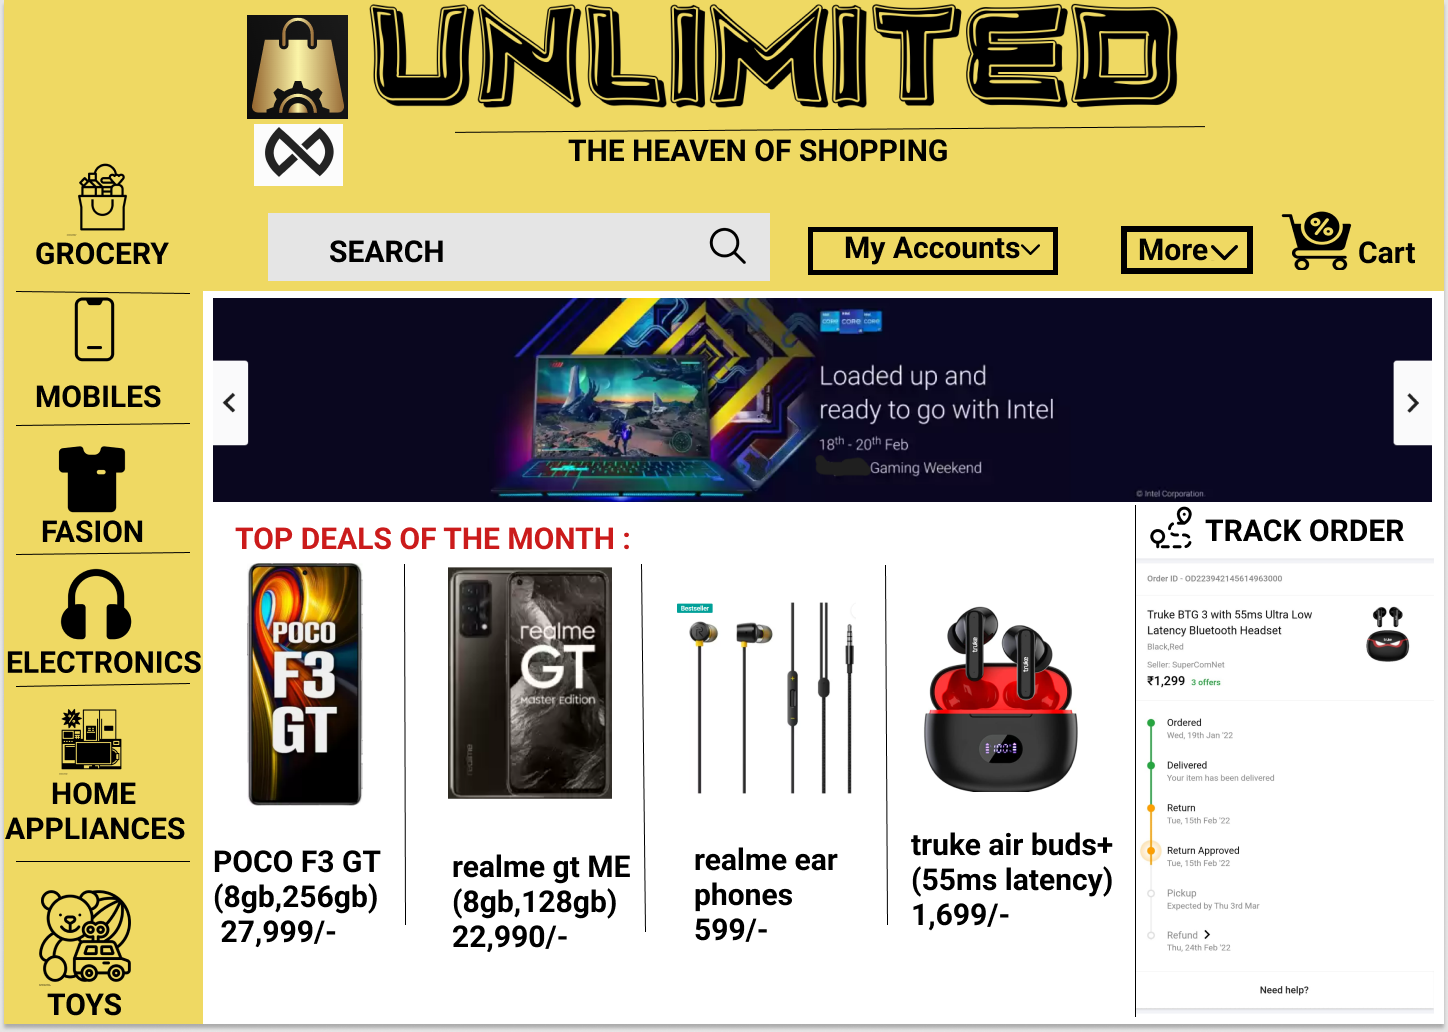 UNLIMITED
THE HEAVEN OF SHOPPING
SEARCH
My Accounts
More
%
Cart
GROCERY
MOBILES
FASION
ELECTRONICS
HOME
APPLIANCES
TOYS
Loaded up and
ready to go with Intel
18th - 20th Feb
Gaming Weekend
© Intel Corporation
TOP DEALS OF THE MONTH :
POCO
F3
GT
POCO F3 GT
(8gb,256gb)
27,999/-
realme
GT
Master Edition
realme gt ME
(8gb,128gb)
22,990/-
Bestseller
realme ear
phones
599/-
truke
truke
100
truke air buds+
(55ms latency)
1,699/-
TRACK ORDER
Order ID - OD223942145614963000
Truke BTG 3 with 55ms Ultra Low
Latency Bluetooth Headset
Black,Red
Seller: SuperComNet
₹1,299 3 offers
Ordered
Wed, 19th Jan '22
Delivered
Your item has been delivered
Return
Tue, 15th Feb '22
Return Approved
Tue, 15th Feb '22
Pickup
Expected by Thu 3rd Mar
Refund
Thu, 24th Feb '22
Need help?